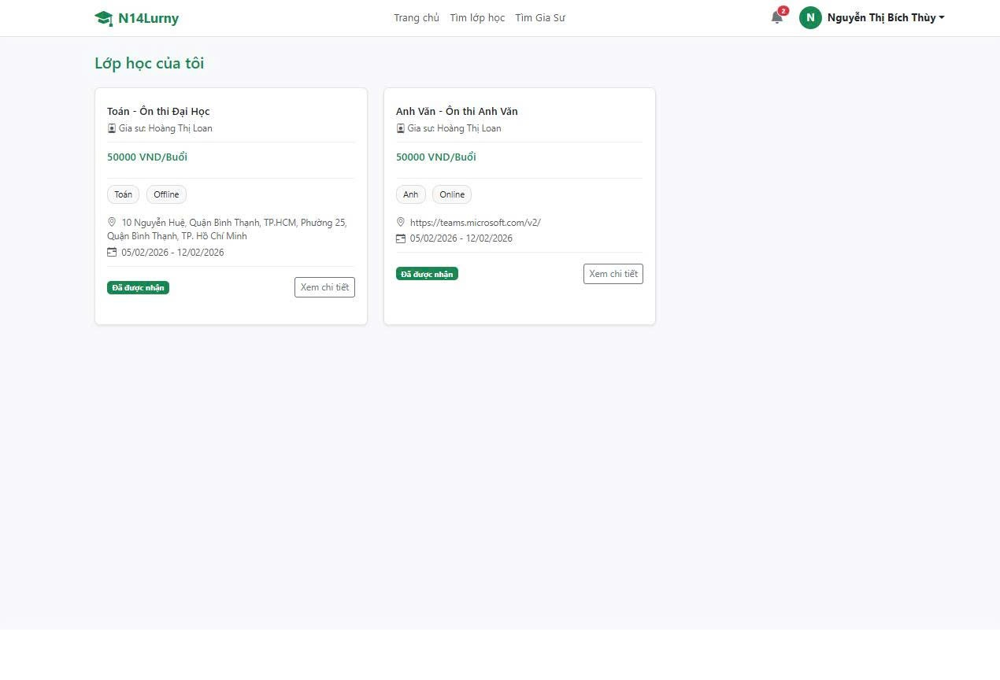 N14Lurny
Trang chủ Tìm lớp học Tìm Gia Sư
2
N Nguyễn Thị Bích Thùy
Lớp học của tôi
Toán - Ôn thi Đại Học
Gia sư: Hoàng Thị Loan
50000 VND/Buổi
Toán Offline
10 Nguyễn Huệ, Quận Bình Thạnh, TP.HCM, Phường 25,
Quận Bình Thạnh, TP. Hồ Chí Minh
05/02/2026 - 12/02/2026
Đã được nhận Xem chi tiết
Anh Văn - Ôn thi Anh Văn
Gia sư: Hoàng Thị Loan
50000 VND/Buổi
Anh Online
https://teams.microsoft.com/v2/
05/02/2026 - 12/02/2026
Đã được nhận Xem chi tiết